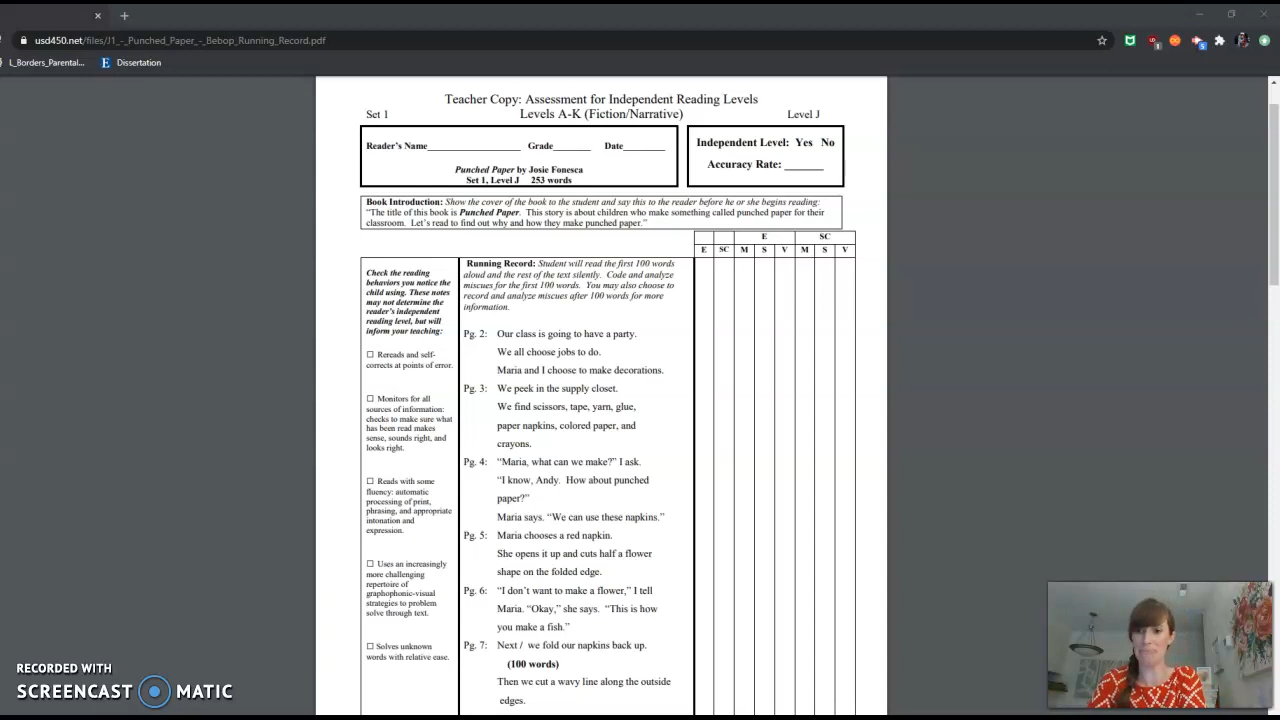 usd450.net/files/J1_-_Punched_Paper_-_Bebop_Running_Record.pdf
l_Borders_Parental...
Dissertation
Teacher Copy: Assessment for Independent Reading Levels
Set 1 Levels A-K (Fiction/Narrative) Level J
Reader's Name____________________ Grade________ Date_________
Punched Paper by Josie Fonesca
Set 1, Level J 253 words
Independent Level: Yes No
Accuracy Rate: _______
Book Introduction: Show the cover of the book to the student and say this to the reader before he or she begins reading:
“The title of this book is Punched Paper. This story is about children who make something called punched paper for their
classroom. Let’s read to find out why and how they make punched paper.”
E SC
E SC M S V M S V
Check the reading
behaviors you notice the
child using. These notes
may not determine the
reader’s independent
reading level, but will
inform your teaching:
☐ Rereads and self-
corrects at points of error.
☐ Monitors for all
sources of information:
checks to make sure what
has been read makes
sense, sounds right, and
looks right.
☐ Reads with some
fluency: automatic
processing of print,
phrasing, and appropriate
intonation and
expression.
☐ Uses an increasingly
more challenging
repertoire of
graphophonic-visual
strategies to problem
solve through text.
☐ Solves unknown
words with relative ease.
Running Record: Student will read the first 100 words
aloud and the rest of the text silently. Code and analyze
miscues for the first 100 words. You may also choose to
record and analyze miscues after 100 words for more
information.
Pg. 2: Our class is going to have a party.
We all choose jobs to do.
Maria and I choose to make decorations.
Pg. 3: We peek in the supply closet.
We find scissors, tape, yarn, glue,
paper napkins, colored paper, and
crayons.
Pg. 4: “Maria, what can we make?” I ask.
“I know, Andy. How about punched
paper?”
Maria says. “We can use these napkins.”
Pg. 5: Maria chooses a red napkin.
She opens it up and cuts half a flower
shape on the folded edge.
Pg. 6: “I don’t want to make a flower,” I tell
Maria. “Okay,” she says. “This is how
you make a fish.”
Pg. 7: Next / we fold our napkins back up.
(100 words)
Then we cut a wavy line along the outside
edges.
RECORDED WITH
SCREENCAST MATIC